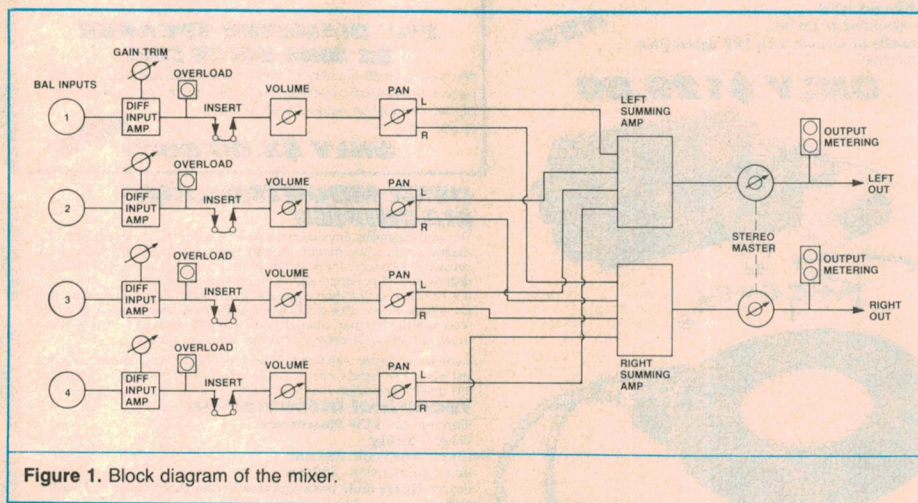 GAIN TRIM
BAL INPUTS
OVERLOAD
INSERT
VOLUME
PAN
L
R
1
DIFF
INPUT
AMP
OVERLOAD
INSERT
VOLUME
PAN
L
R
2
DIFF
INPUT
AMP
OVERLOAD
INSERT
VOLUME
PAN
L
R
3
DIFF
INPUT
AMP
OVERLOAD
INSERT
VOLUME
PAN
L
R
4
DIFF
INPUT
AMP
LEFT
SUMMING
AMP
OUTPUT
METERING
LEFT
OUT
STEREO
MASTER
OUTPUT
METERING
RIGHT
OUT
RIGHT
SUMMING
AMP
Figure 1. Block diagram of the mixer.